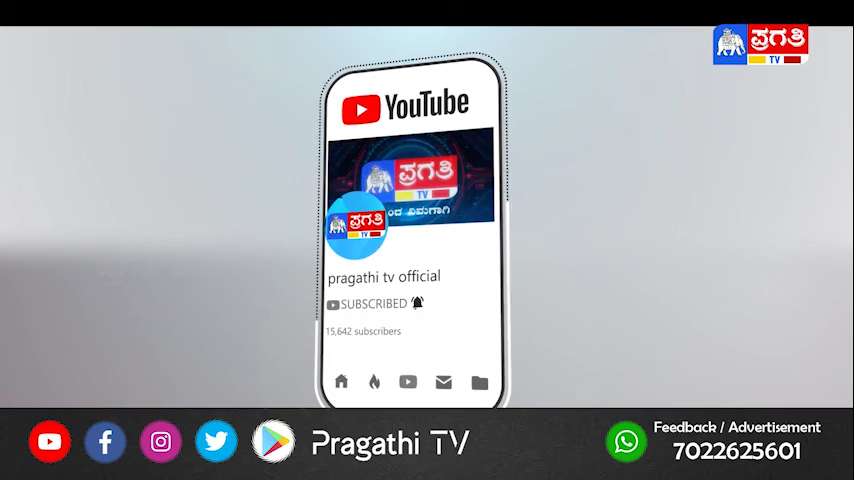 ಪ್ರಗತಿ
TV
YouTube
ಪ್ರಗತಿ
TV
ಂದ ವಿಮುಗಾಗಿ
ಪ್ರಗತಿ
TV
pragathi tv official
SUBSCRIBED
15,642 subscribers
Pragathi TV
Feedback / Advertisement
7022625601